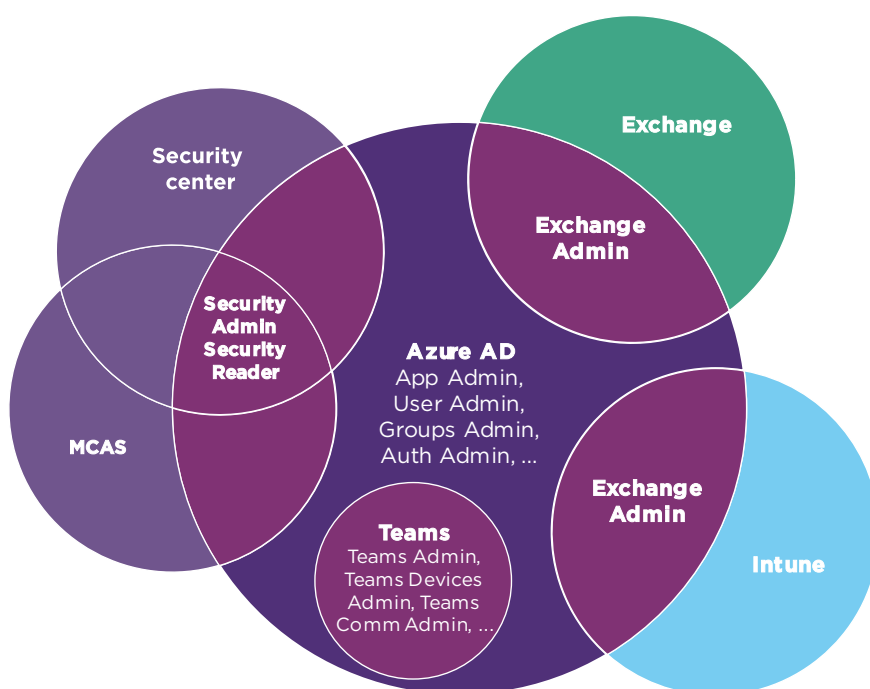 Security
center
Exchange
Exchange
Admin
Security
Admin
Security
Reader
Azure AD
App Admin,
User Admin,
Groups Admin,
Auth Admin, ...
MCAS
Exchange
Admin
Teams
Teams Admin,
Teams Devices
Admin, Teams
Comm Admin, ...
Intune